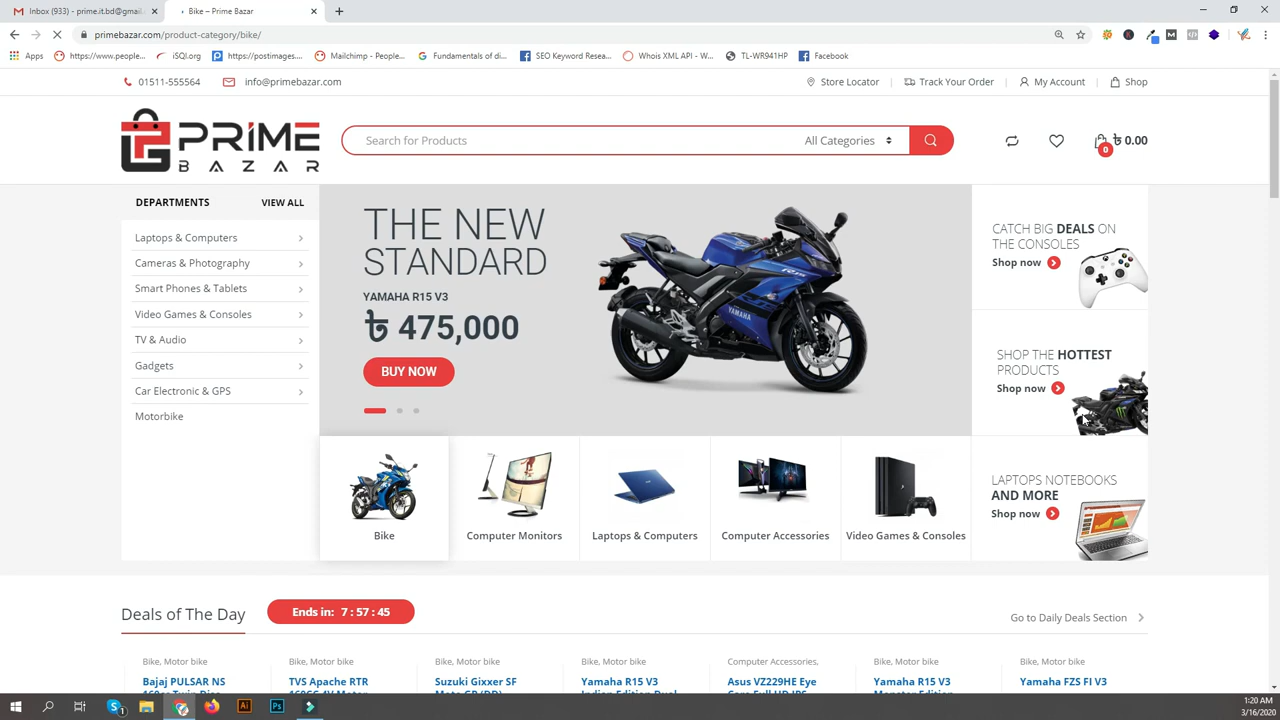 Inbox (933) - prime.it.bd@gmail.
Bike – Prime Bazar
primebazar.com/product-category/bike/
Apps
https://www.people...
iSQI.org
https://postimages...
Mailchimp - People...
Fundamentals of di...
SEO Keyword Resea...
Whois XML API - W...
TL-WR941HP
Facebook
01511-555564
info@primebazar.com
Store Locator
Track Your Order
My Account
Shop
PRIME
BAZAR
Search for Products
All Categories
0
৳ 0.00
DEPARTMENTS
VIEW ALL
Laptops & Computers
Cameras & Photography
Smart Phones & Tablets
Video Games & Consoles
TV & Audio
Gadgets
Car Electronic & GPS
Motorbike
THE NEW
STANDARD
YAMAHA R15 V3
৳ 475,000
BUY NOW
YAMAHA
CATCH BIG DEALS ON
THE CONSOLES
Shop now
SHOP THE HOTTEST
PRODUCTS
Shop now
LAPTOPS NOTEBOOKS
AND MORE
Shop now
Bike
Computer Monitors
Laptops & Computers
Computer Accessories
Video Games & Consoles
Deals of The Day
Ends in: 7 : 57 : 45
Go to Daily Deals Section
Bike, Motor bike
Bajaj PULSAR NS
Bike, Motor bike
TVS Apache RTR
Bike, Motor bike
Suzuki Gixxer SF
Bike, Motor bike
Yamaha R15 V3
Computer Accessories,
Asus VZ229HE Eye
Bike, Motor bike
Yamaha R15 V3
Bike, Motor bike
Yamaha FZS FI V3
1:20 AM
3/16/2020